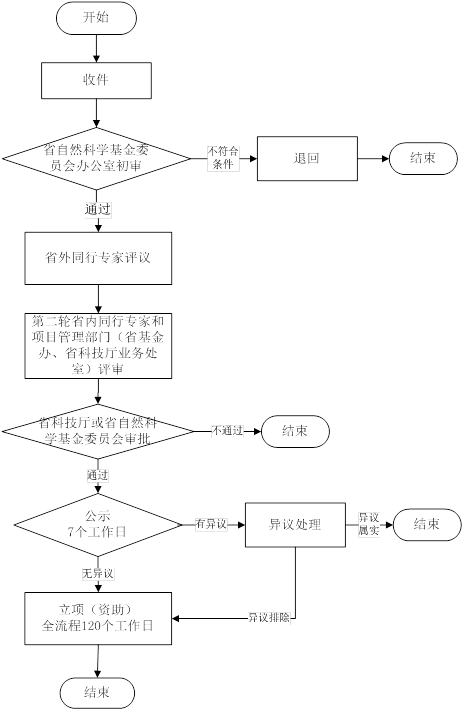 开始
收件
省自然科学基金委
员会办公室初审
不符合
条件
退回
结束
通过
省外同行专家评议
第二轮省内同行专家和
项目管理部门（省基金
办、省科技厅业务处
室）评审
省科技厅或省自然科
学基金委员会审批
不通过
结束
通过
公示
7个工作日
有异议
异议处理
异议
属实
结束
无异议
异议排除
立项（资助）
全流程120个工作日
结束